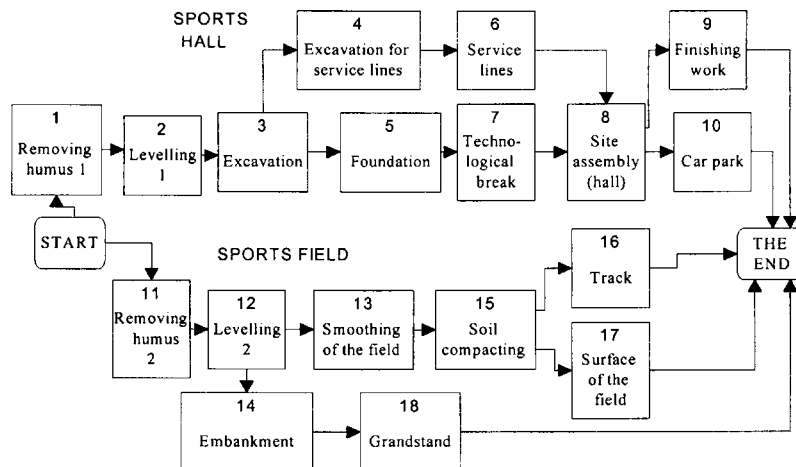 SPORTS
HALL
4
Excavation for
service lines
6
Service
lines
9
Finishing
work
1
Removing
humus 1
2
Levelling
1
3
Excavation
5
Foundation
7
Techno-
logical
break
8
Site
assembly
(hall)
10
Car park
START
SPORTS FIELD
THE
END
11
Removing
humus
2
12
Levelling
2
13
Smoothing
of the field
15
Soil
compacting
16
Track
17
Surface
of the
field
14
Embankment
18
Grandstand